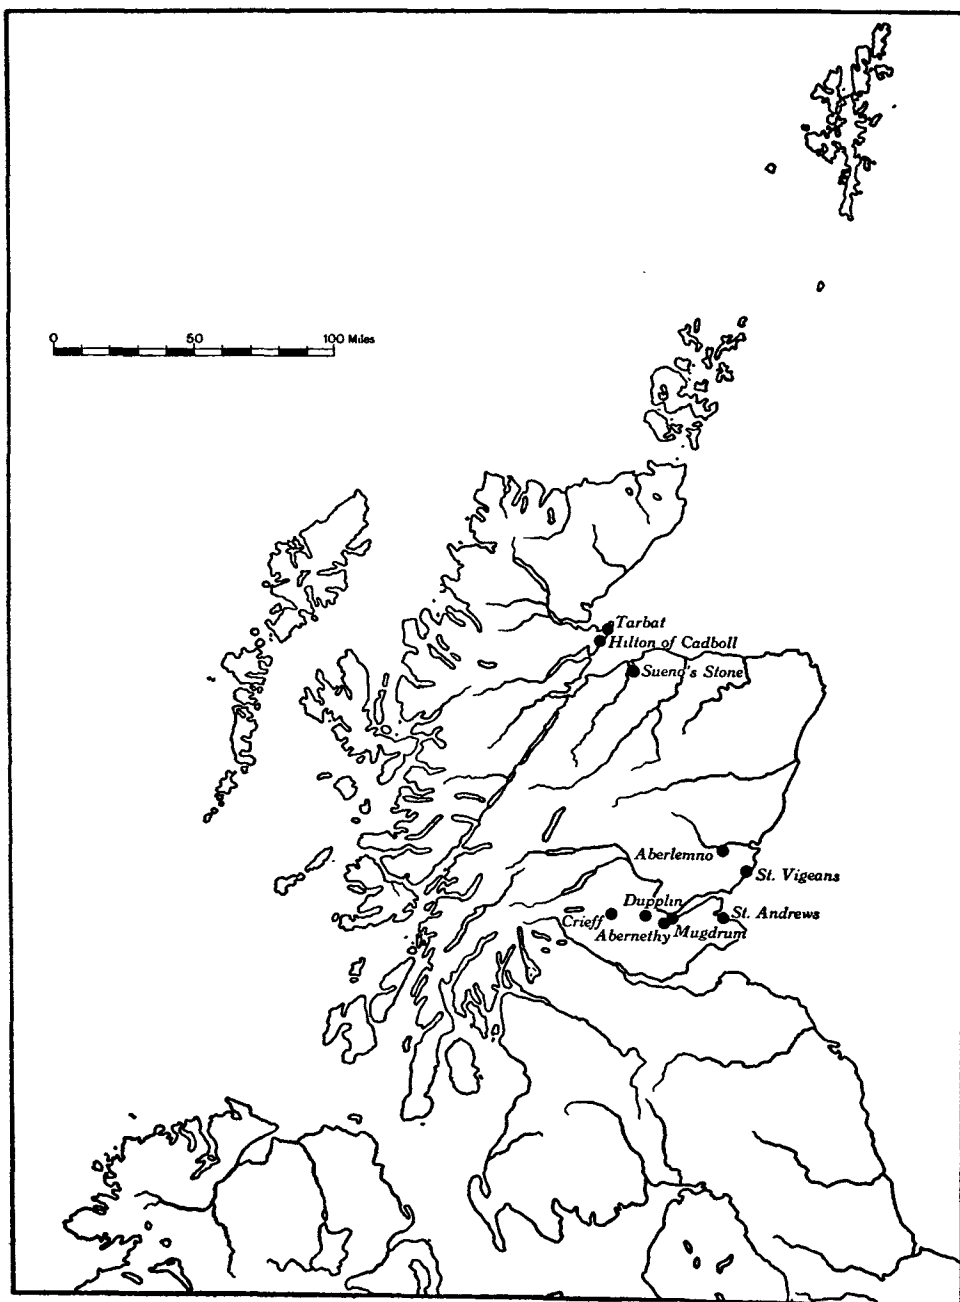 0 50 100 Miles
Tarbat
Hilton of Cadboll
Sueno's Stone
Aberlemno
St. Vigeans
Dupplin
Crieff
St. Andrews
Abernethy
Mugdrum